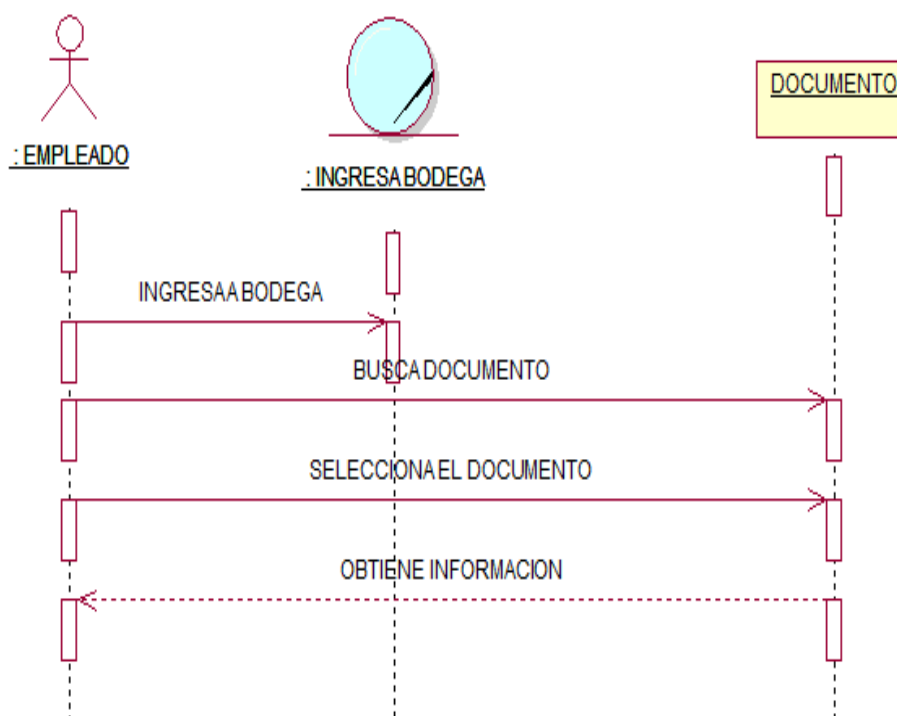 DOCUMENTO
: EMPLEADO
: INGRESA BODEGA
INGRESA A BODEGA
BUSCA DOCUMENTO
SELECCIONA EL DOCUMENTO
OBTIENE INFORMACION